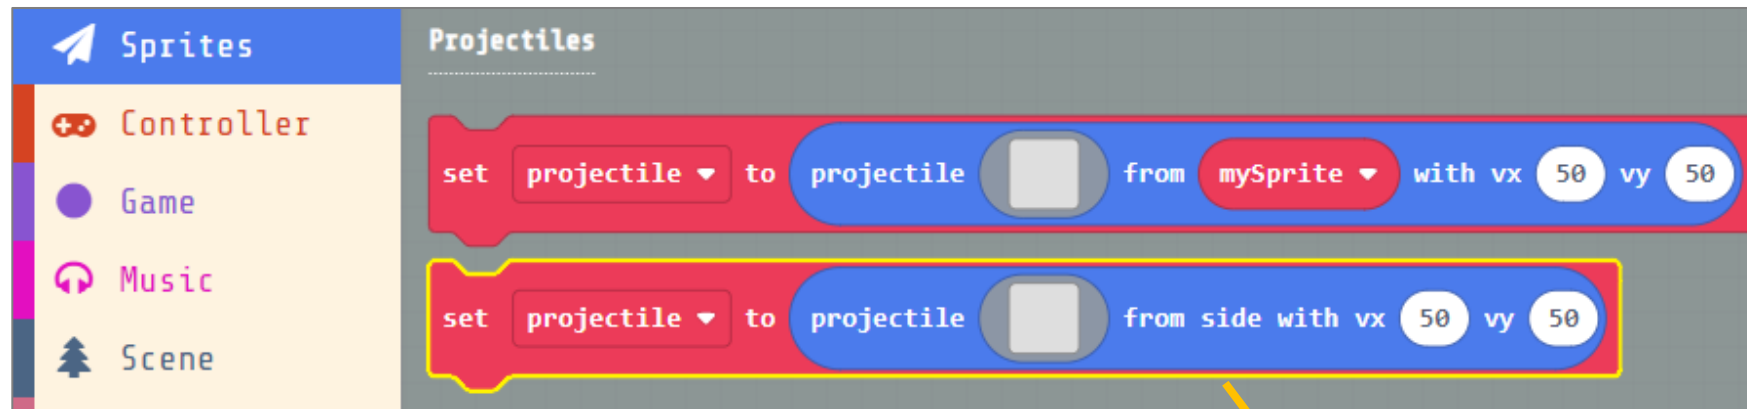 Sprites
Controller
Game
Music
Scene
Projectiles
set projectile to projectile from mySprite with vx 50 vy 50
set projectile to projectile from side with vx 50 vy 50